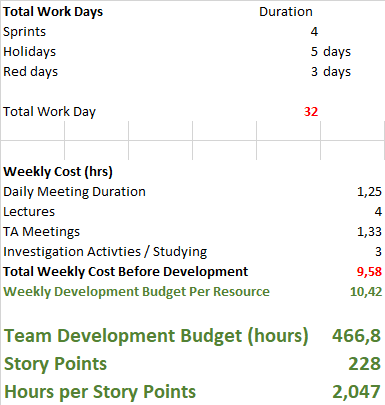 Total Work Days Duration
Sprints 4
Holidays 5 days
Red days 3 days
Total Work Day 32
Weekly Cost (hrs)
Daily Meeting Duration 1,25
Lectures 4
TA Meetings 1,33
Investigation Activties / Studying 3
Total Weekly Cost Before Development 9,58
Weekly Development Budget Per Resource 10,42
Team Development Budget (hours) 466,8
Story Points 228
Hours per Story Points 2,047